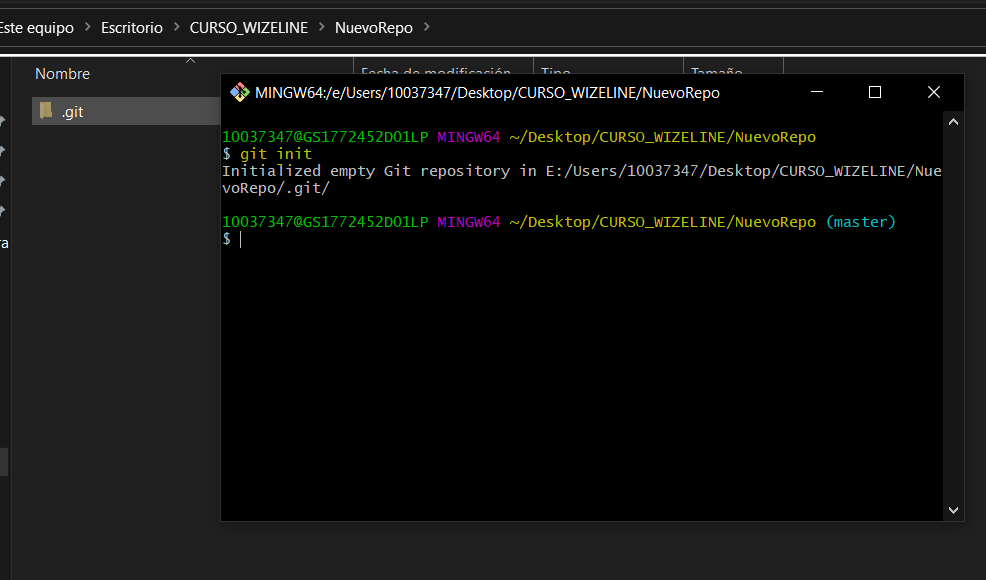 Este equipo > Escritorio > CURSO_WIZELINE > NuevoRepo >
Nombre
Fecha de modificación
Tipo
Tamaño
.git
MINGW64:/e/Users/10037347/Desktop/CURSO_WIZELINE/NuevoRepo
10037347@GS1772452D01LP MINGW64 ~/Desktop/CURSO_WIZELINE/NuevoRepo
$ git init
Initialized empty Git repository in E:/Users/10037347/Desktop/CURSO_WIZELINE/Nue
voRepo/.git/
10037347@GS1772452D01LP MINGW64 ~/Desktop/CURSO_WIZELINE/NuevoRepo (master)
$
ra